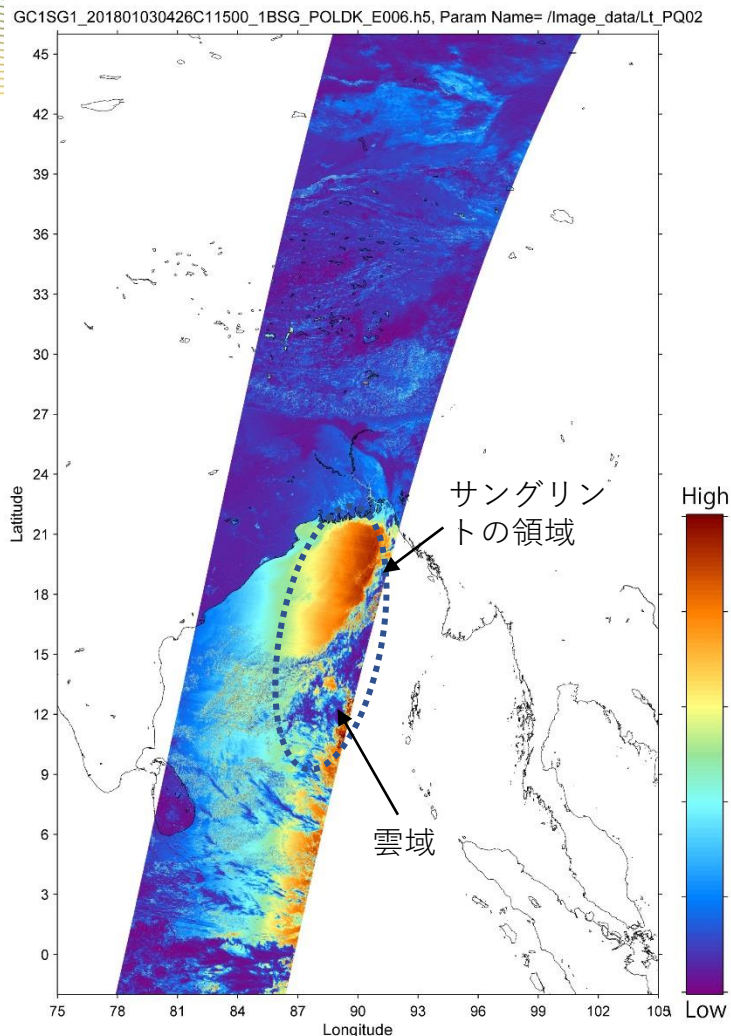 GC1SG1_201801030426C11500_1BSG_POLDK_E006.h5, Param Name= /Image_data/Lt_PQ02
45
42
39
36
33
30
27
24
21
18
15
12
9
6
3
0
Latitude
サングリン
トの領域
雲域
75 78 81 84 87 90 93 96 99 102 105
Longitude
High
Low